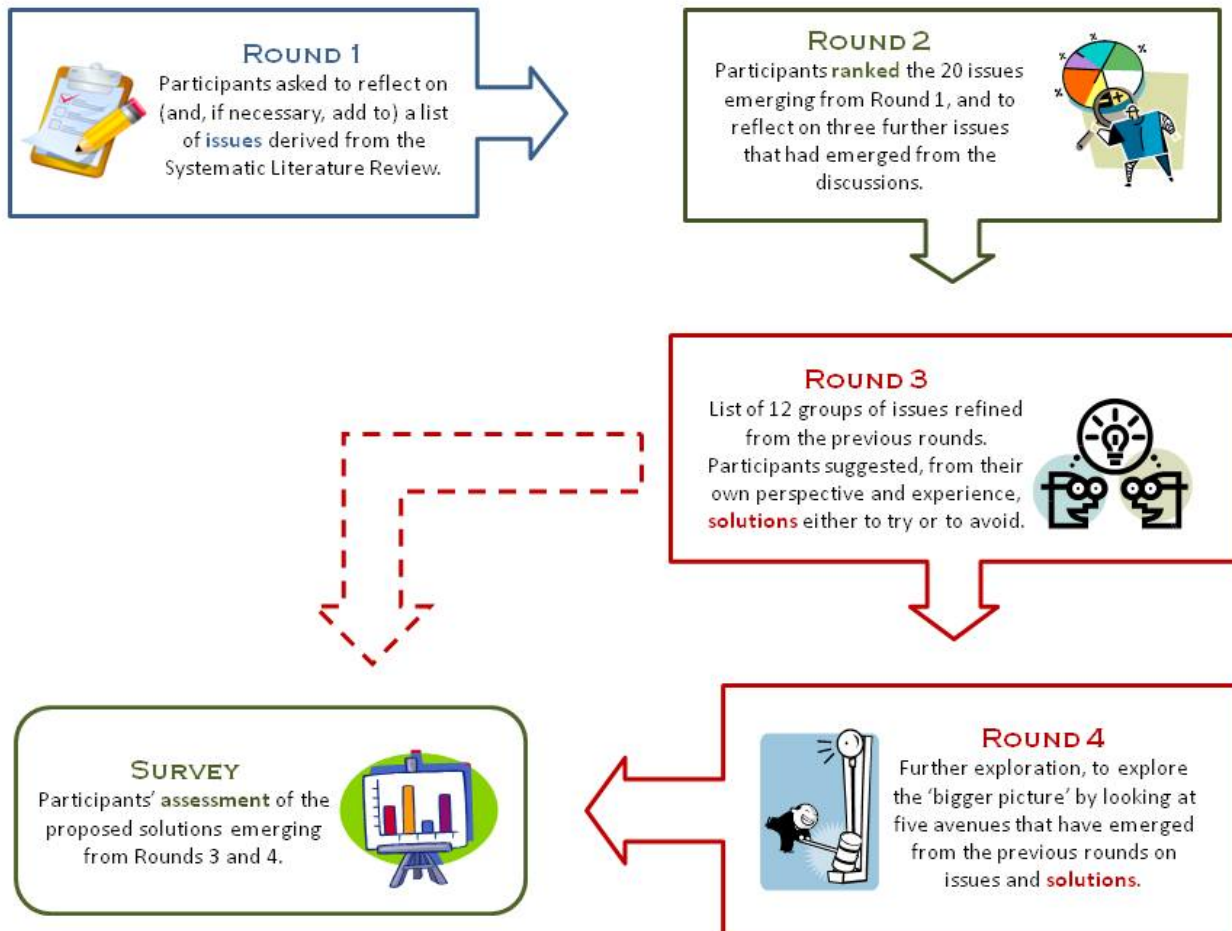 ROUND 1
Participants asked to reflect on
(and, if necessary, add to) a list
of issues derived from the
Systematic Literature Review.
ROUND 2
Participants ranked the 20 issues
emerging from Round 1, and to
reflect on three further issues
that had emerged from the
discussions.
% % % %
ROUND 3
List of 12 groups of issues refined
from the previous rounds.
Participants suggested, from their
own perspective and experience,
solutions either to try or to avoid.
SURVEY
Participants' assessment of the
proposed solutions emerging
from Rounds 3 and 4.
ROUND 4
Further exploration, to explore
the 'bigger picture' by looking at
five avenues that have emerged
from the previous rounds on
issues and solutions.